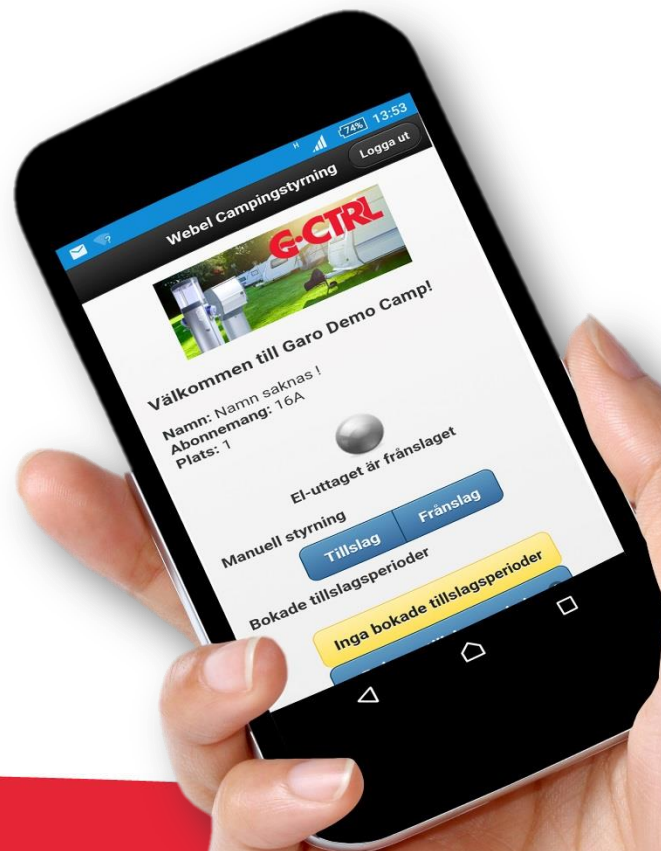 H 74% 13:53
Webel Campingstyrning Logga ut
G-CTRL
Välkommen till Garo Demo Camp!
Namn: Namn saknas !
Abonnemang: 16A
Plats: 1
El-uttaget är frånslaget
Manuell styrning
Tillslag Frånslag
Bokade tillslagsperioder
Inga bokade tillslagsperioder